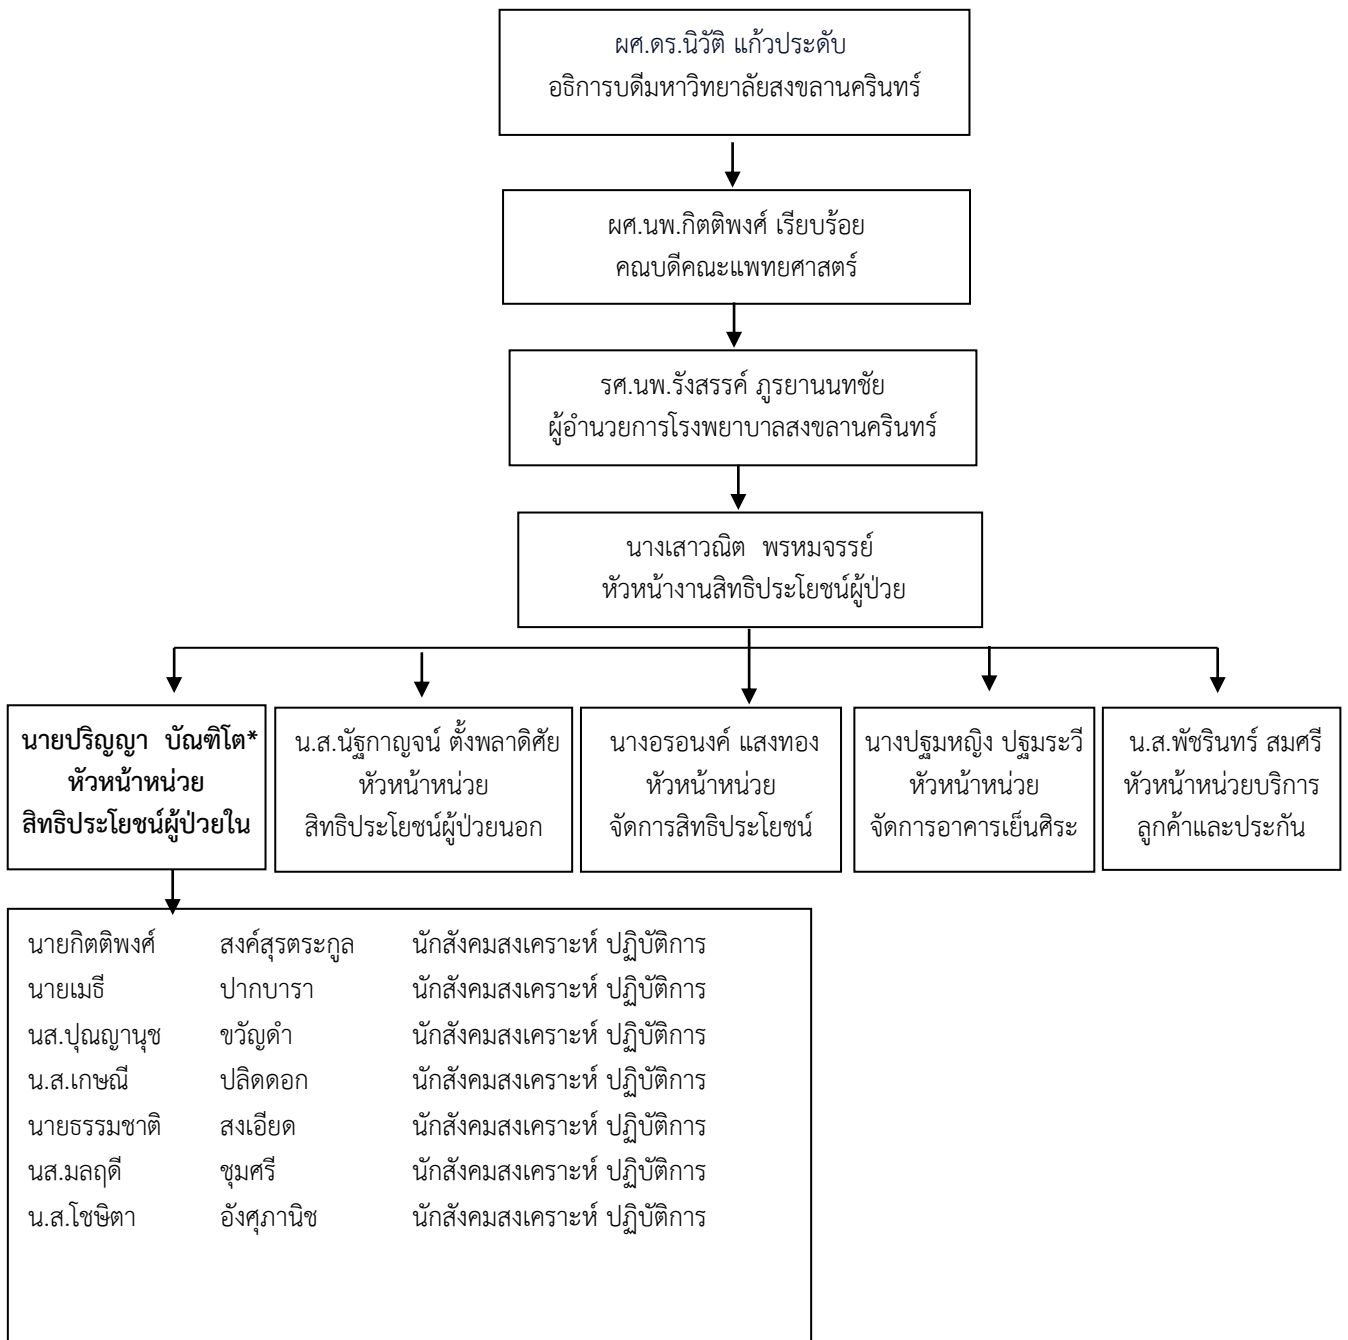 ผศ.ดร.นิวัติ แก้วประดับ
อธิการบดีมหาวิทยาลัยสงขลานครินทร์
ผศ.นพ.กิตติพงศ์ เรียบร้อย
คณบดีคณะแพทยศาสตร์
รศ.นพ.รังสรรค์ ภูรยานนทชัย
ผู้อำนวยการโรงพยาบาลสงขลานครินทร์
นางเสาวณิต พรหมจรรย์
หัวหน้างานสิทธิประโยชน์ผู้ป่วย
นายปริญญา บัณฑิโต*
หัวหน้าหน่วย
สิทธิประโยชน์ผู้ป่วยใน
น.ส.นัฐกาญจน์ ตั้งพลาดิศัย
หัวหน้าหน่วย
สิทธิประโยชน์ผู้ป่วยนอก
นางอรอนงค์ แสงทอง
หัวหน้าหน่วย
จัดการสิทธิประโยชน์
นางปฐมหญิง ปฐมระวี
หัวหน้าหน่วย
จัดการอาคารเย็นศิระ
น.ส.พัชรินทร์ สมศรี
หัวหน้าหน่วยบริการ
ลูกค้าและประกัน
นายกิตติพงศ์ สงค์สุรตระกูล นักสังคมสงเคราะห์ ปฏิบัติการ
นายเมธี ปากบารา นักสังคมสงเคราะห์ ปฏิบัติการ
นส.ปุณญานุช ขวัญดำ นักสังคมสงเคราะห์ ปฏิบัติการ
น.ส.เกษณี ปลิดดอก นักสังคมสงเคราะห์ ปฏิบัติการ
นายธรรมชาติ สงเอียด นักสังคมสงเคราะห์ ปฏิบัติการ
นส.มลฤดี ชุมศรี นักสังคมสงเคราะห์ ปฏิบัติการ
น.ส.โชษิตา อังศุภานิช นักสังคมสงเคราะห์ ปฏิบัติการ